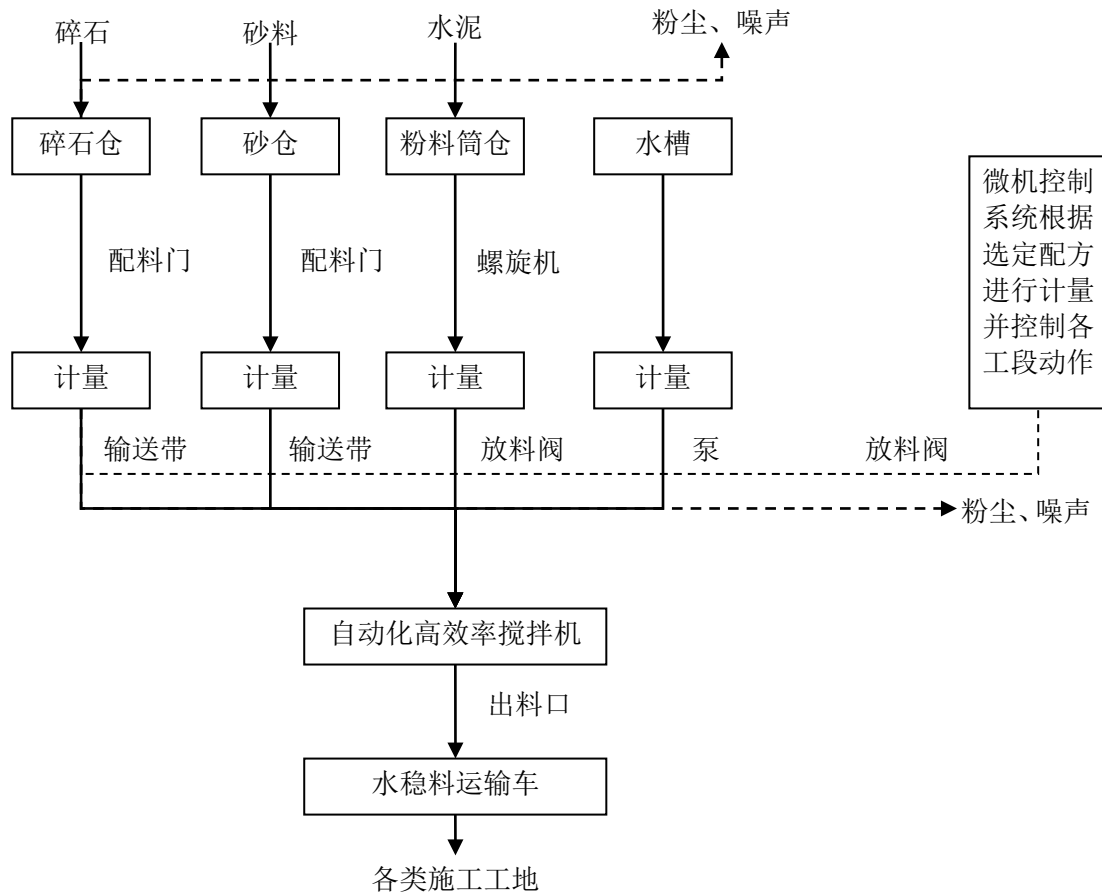 碎石
砂料
水泥
粉尘、噪声
碎石仓
砂仓
粉料筒仓
水槽
微机控制
系统根据
选定配方
进行计量
并控制各
工段动作
配料门
配料门
螺旋机
计量
计量
计量
计量
输送带
输送带
放料阀
泵
放料阀
粉尘、噪声
自动化高效率搅拌机
出料口
水稳料运输车
各类施工工地